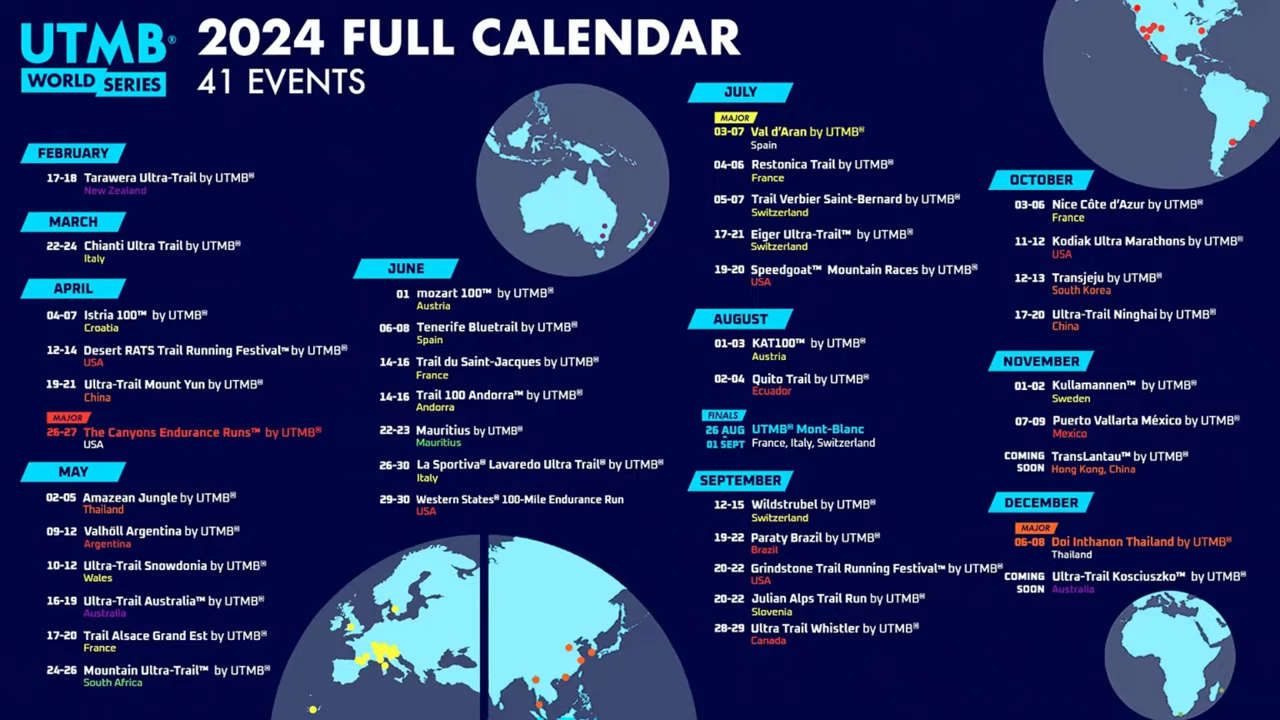 UTMB®
WORLD SERIES
2024 FULL CALENDAR
41 EVENTS
FEBRUARY
17-18 Tarawera Ultra-Trail by UTMB®
New Zealand
MARCH
22-24 Chianti Ultra Trail by UTMB®
Italy
APRIL
04-07 Istria 100™ by UTMB®
Croatia
12-14 Desert RATS Trail Running Festival™ by UTMB®
USA
19-21 Ultra-Trail Mount Yun by UTMB®
China
MAJOR
26-27 The Canyons Endurance Runs™ by UTMB®
USA
MAY
02-05 Amazean Jungle by UTMB®
Thailand
09-12 Valhöll Argentina by UTMB®
Argentina
10-12 Ultra-Trail Snowdonia by UTMB®
Wales
16-19 Ultra-Trail Australia™ by UTMB®
Australia
17-20 Trail Alsace Grand Est by UTMB®
France
24-26 Mountain Ultra-Trail™ by UTMB®
South Africa
JUNE
01 mozart 100™ by UTMB®
Austria
06-08 Tenerife Bluetrail by UTMB®
Spain
14-16 Trail du Saint-Jacques by UTMB®
France
14-16 Trail 100 Andorra™ by UTMB®
Andorra
22-23 Mauritius by UTMB®
Mauritius
26-30 La Sportiva® Lavaredo Ultra Trail® by UTMB®
Italy
29-30 Western States® 100-Mile Endurance Run
USA
JULY
MAJOR
03-07 Val d’Aran by UTMB®
Spain
04-06 Restonica Trail by UTMB®
France
05-07 Trail Verbier Saint-Bernard by UTMB®
Switzerland
17-21 Eiger Ultra-Trail™ by UTMB®
Switzerland
19-20 Speedgoat™ Mountain Races by UTMB®
USA
AUGUST
01-03 KAT100™ by UTMB®
Austria
02-04 Quito Trail by UTMB®
Ecuador
FINALS
26 AUG - 01 SEPT UTMB® Mont-Blanc
France, Italy, Switzerland
SEPTEMBER
12-15 Wildstrubel by UTMB®
Switzerland
19-22 Paraty Brazil by UTMB®
Brazil
20-22 Grindstone Trail Running Festival™ by UTMB®
USA
20-22 Julian Alps Trail Run by UTMB®
Slovenia
28-29 Ultra Trail Whistler by UTMB®
Canada
OCTOBER
03-06 Nice Côte d’Azur by UTMB®
France
11-12 Kodiak Ultra Marathons by UTMB®
USA
12-13 Transjeju by UTMB®
South Korea
17-20 Ultra-Trail Ninghai by UTMB®
China
NOVEMBER
01-02 Kullamannen™ by UTMB®
Sweden
07-09 Puerto Vallarta México by UTMB®
Mexico
COMING SOON TransLantau™ by UTMB®
Hong Kong, China
DECEMBER
MAJOR
06-08 Doi Inthanon Thailand by UTMB®
Thailand
COMING SOON Ultra-Trail Kosciuszko™ by UTMB®
Australia